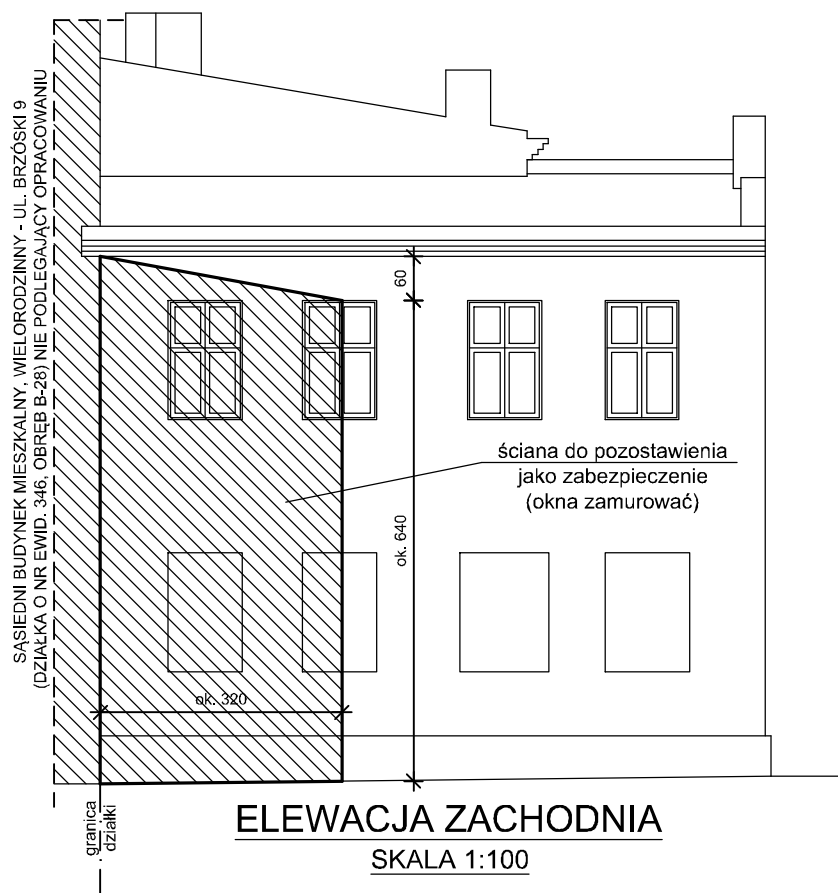 SĄSIEDNI BUDYNEK MIESZKALNY, WIELORODZINNY - UL. BRZÓSKI 9
(DZIAŁKA O NR EWID. 346, OBRĘB B-28) NIE PODLEGAJĄCY OPRACOWANIU
60
ściana do pozostawienia
jako zabezpieczenie
(okna zamurować)
ok. 640
ok. 320
granica
działki
ELEWACJA ZACHODNIA
SKALA 1:100